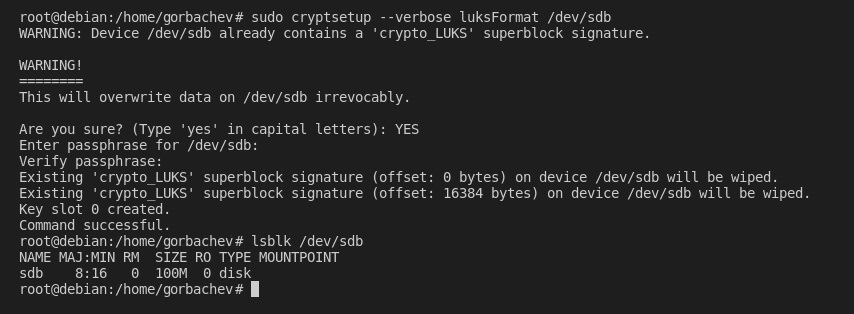 root@debian:/home/gorbachev# sudo cryptsetup --verbose luksFormat /dev/sdb
WARNING: Device /dev/sdb already contains a 'crypto_LUKS' superblock signature.

WARNING!
========
This will overwrite data on /dev/sdb irrevocably.

Are you sure? (Type 'yes' in capital letters): YES
Enter passphrase for /dev/sdb:
Verify passphrase:
Existing 'crypto_LUKS' superblock signature (offset: 0 bytes) on device /dev/sdb will be wiped.
Existing 'crypto_LUKS' superblock signature (offset: 16384 bytes) on device /dev/sdb will be wiped.
Key slot 0 created.
Command successful.
root@debian:/home/gorbachev# lsblk /dev/sdb
NAME MAJ:MIN RM  SIZE RO TYPE MOUNTPOINT
sdb    8:16   0  100M  0 disk
root@debian:/home/gorbachev#